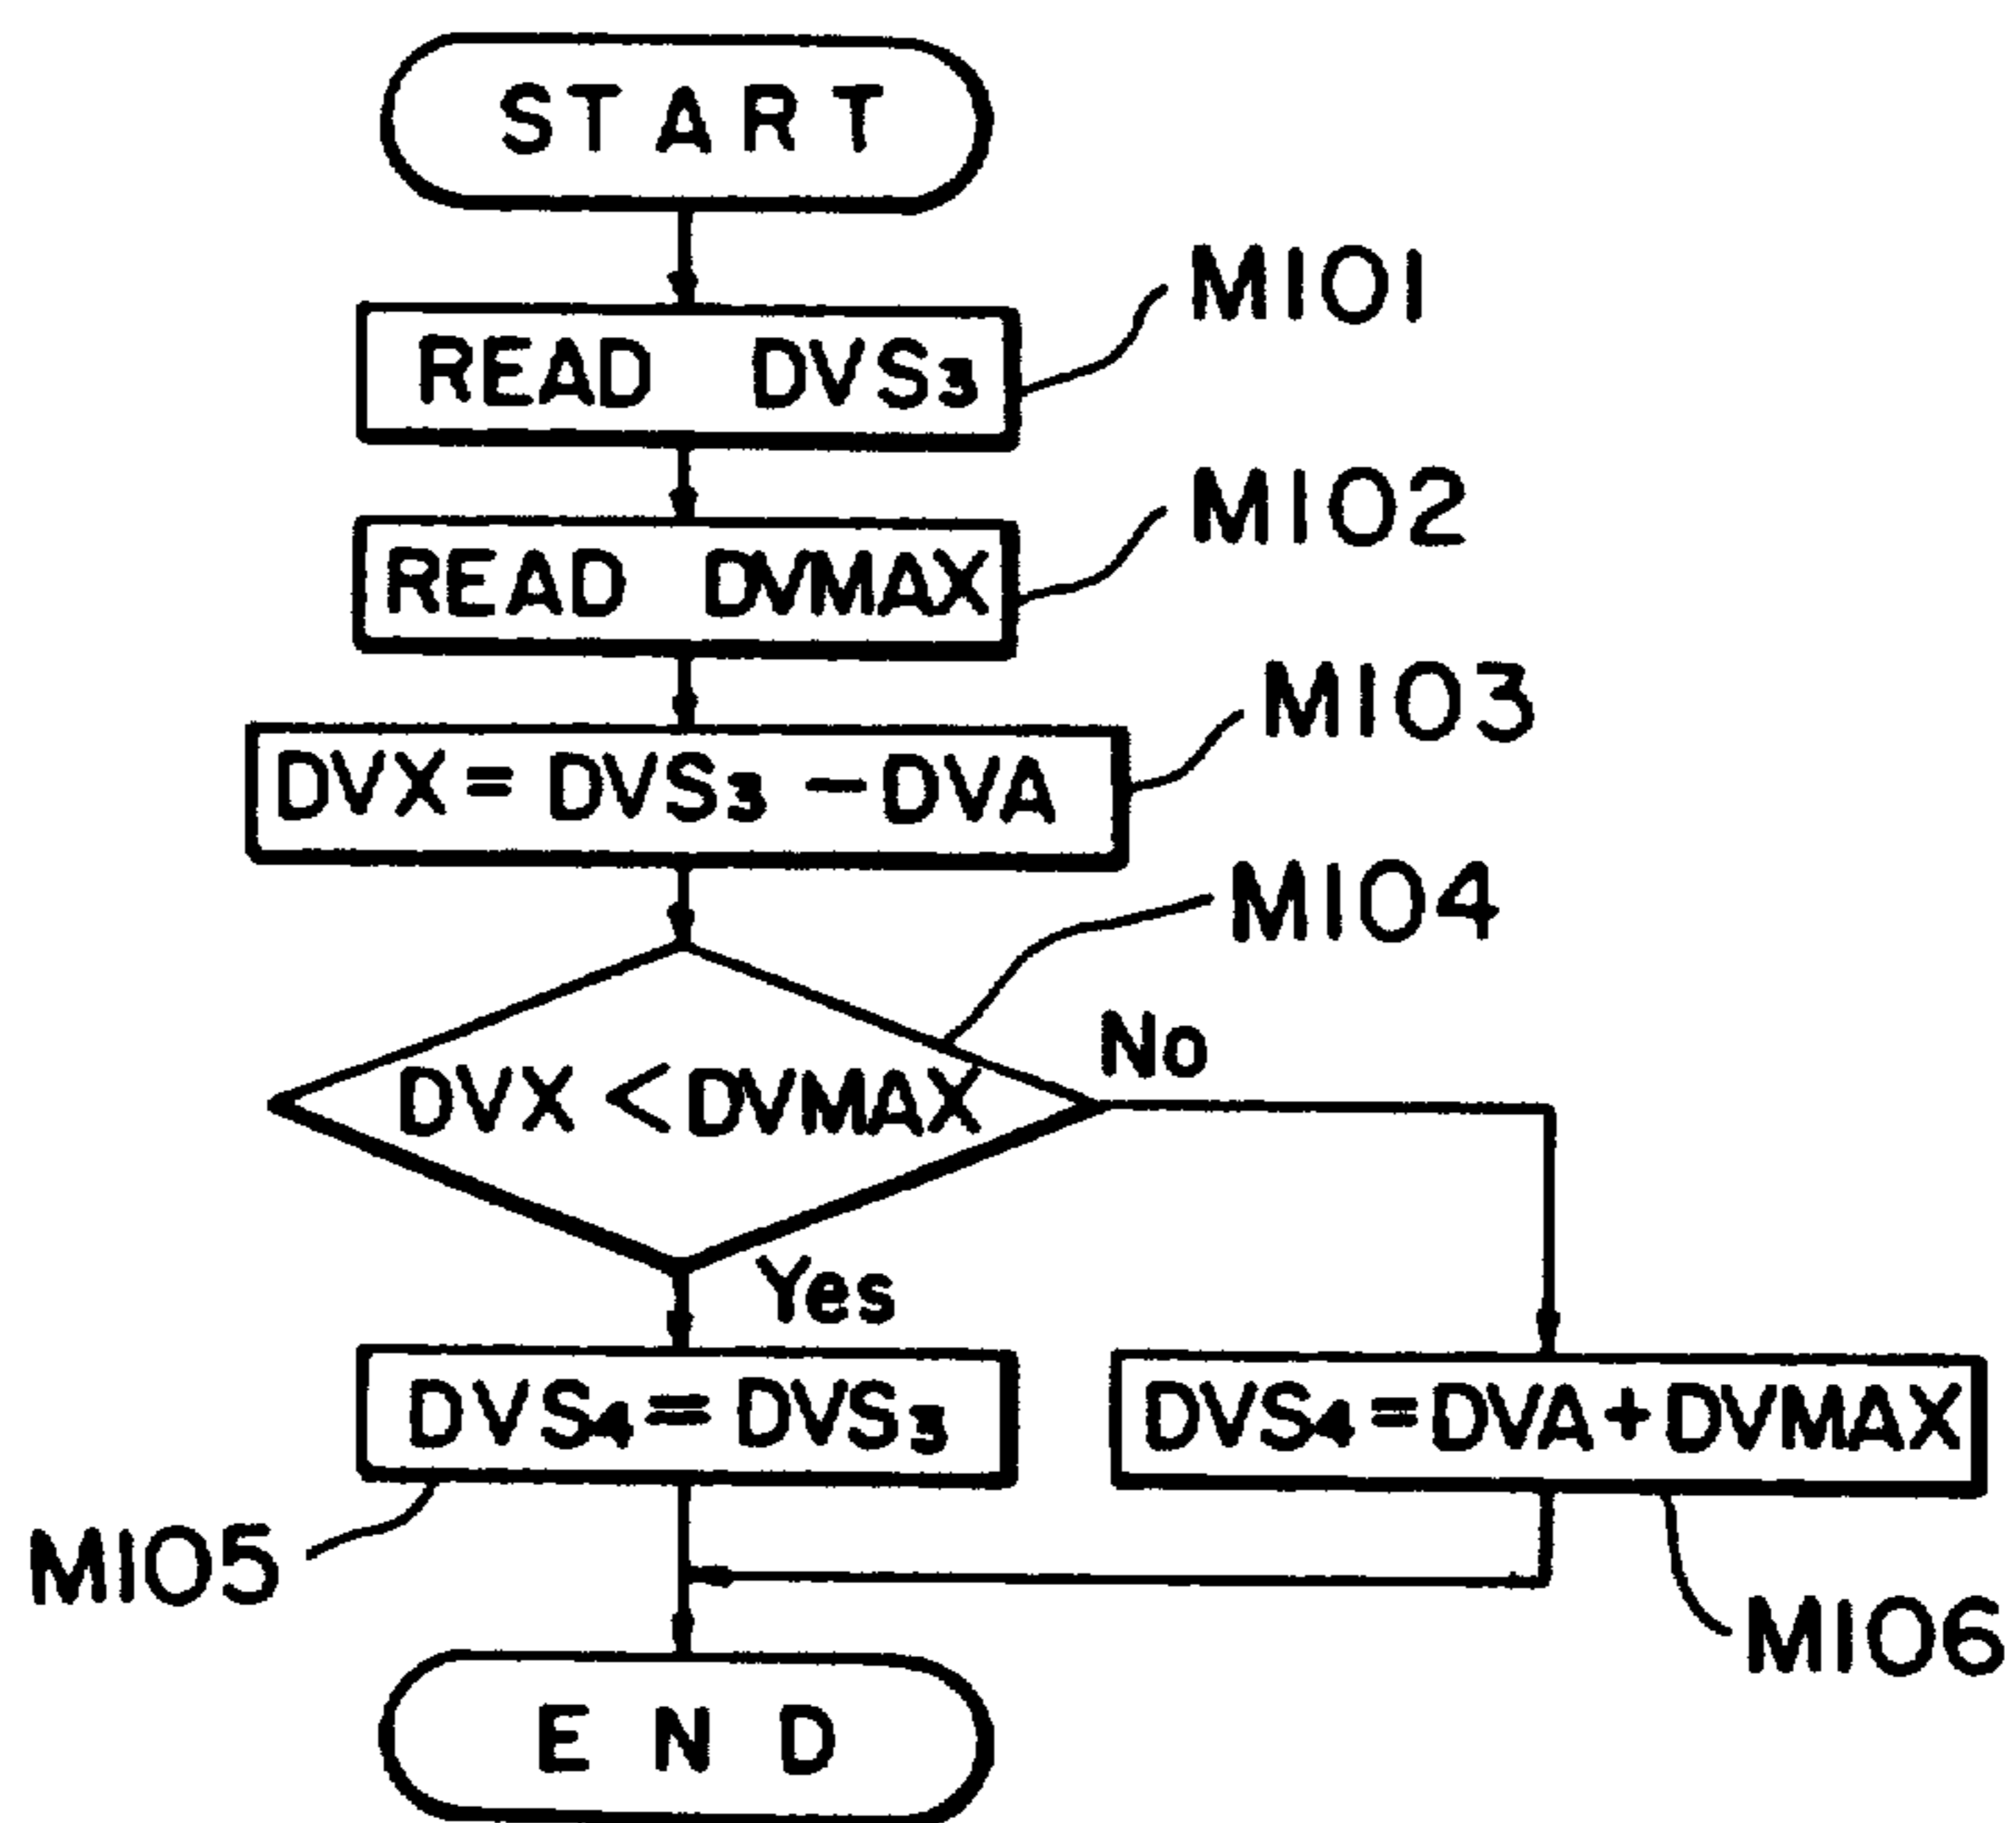 START
M101
READ DVS₃
M102
READ DVMAX
M103
DVX = DVS₃ - DVA
M104
No
DVX < DVMAX
Yes
DVS₄ = DVS₃
DVS₄ = DVA + DVMAX
M105
M106
END